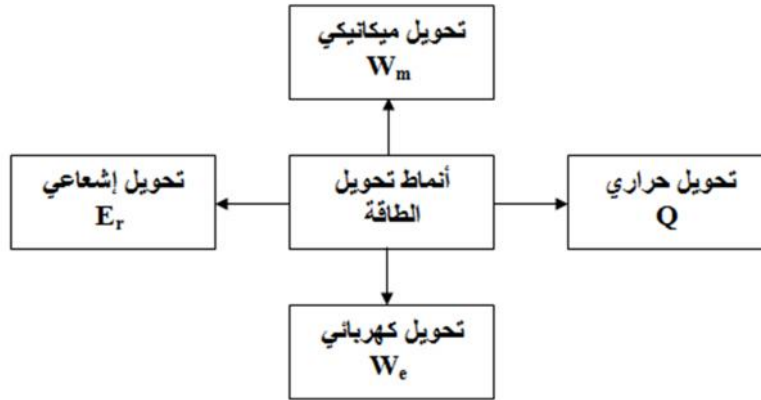 تحويل ميكانيكي
Wm
تحويل حراري
Q
أنماط تحويل
الطاقة
تحويل إشعاعي
Er
تحويل كهربائي
We